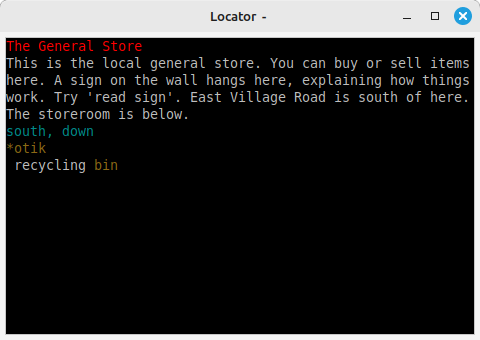 Locator -
The General Store
This is the local general store. You can buy or sell items
here. A sign on the wall hangs here, explaining how things
work. Try 'read sign'. East Village Road is south of here.
The storeroom is below.
south, down
*otik
recycling bin